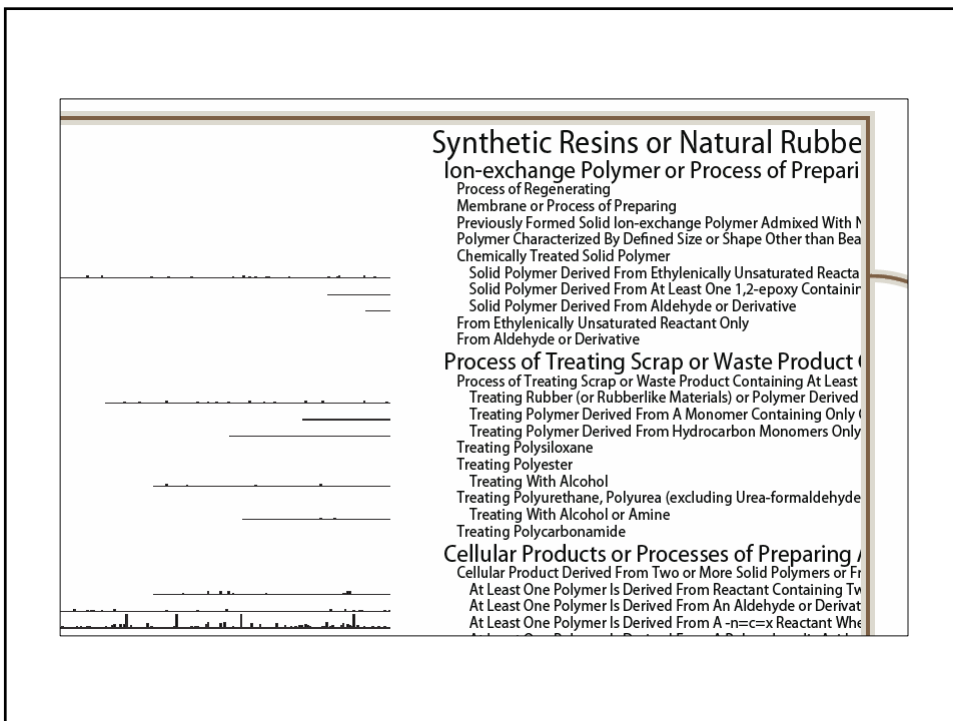 Synthetic Resins or Natural Rubbe
Ion-exchange Polymer or Process of Prepari
Process of Regenerating
Membrane or Process of Preparing
Previously Formed Solid Ion-exchange Polymer Admixed With N
Polymer Characterized By Defined Size or Shape Other than Bea
Chemically Treated Solid Polymer
Solid Polymer Derived From Ethylenically Unsaturated Reacta
Solid Polymer Derived From At Least One 1,2-epoxy Containin
Solid Polymer Derived From Aldehyde or Derivative
From Ethylenically Unsaturated Reactant Only
From Aldehyde or Derivative
Process of Treating Scrap or Waste Product
Process of Treating Scrap or Waste Product Containing At Least
Treating Rubber (or Rubberlike Materials) or Polymer Derived
Treating Polymer Derived From A Monomer Containing Only
Treating Polymer Derived From Hydrocarbon Monomers Only
Treating Polysiloxane
Treating Polyester
Treating With Alcohol
Treating Polyurethane, Polyurea (excluding Urea-formaldehyde
Treating With Alcohol or Amine
Treating Polycarbonamide
Cellular Products or Processes of Preparing
Cellular Product Derived From Two or More Solid Polymers or Fr
At Least One Polymer Is Derived From Reactant Containing Tw
At Least One Polymer Is Derived From An Aldehyde or Derivat
At Least One Polymer Is Derived From A -n=c=x Reactant Whe